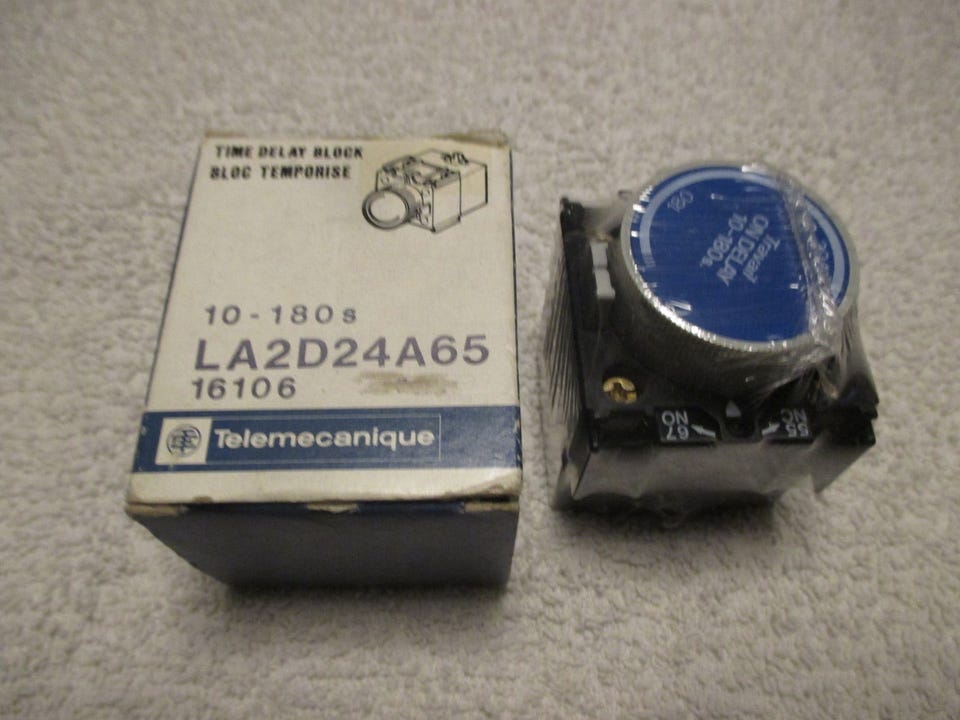 TIME DELAY BLOCK
BLOC TEMPORISE
10-180s
LA2D24A65
16106
Telemecanique
180
Travail
ON DELAY
10-180s.
NO
67
NC
55